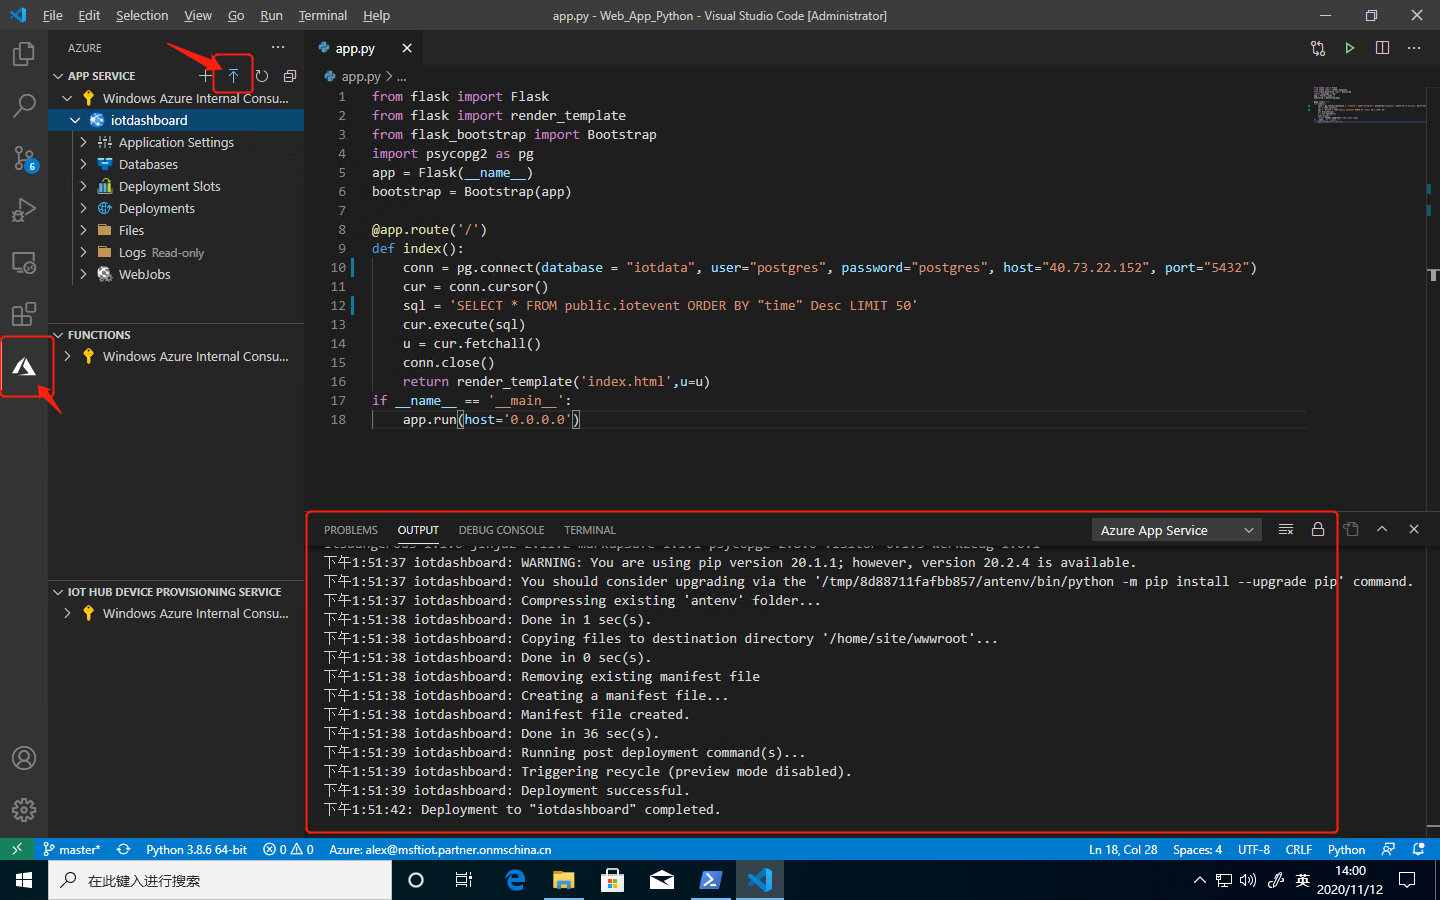 File Edit Selection View Go Run Terminal Help app.py - Web_App_Python - Visual Studio Code [Administrator]
AZURE
APP SERVICE
Windows Azure Internal Consu...
iotdashboard
Application Settings
Databases
Deployment Slots
Deployments
Files
Logs Read-only
WebJobs
FUNCTIONS
Windows Azure Internal Consu...
IOT HUB DEVICE PROVISIONING SERVICE
Windows Azure Internal Consu...
6
app.py
app.py > ...
1 from flask import Flask
2 from flask import render_template
3 from flask_bootstrap import Bootstrap
4 import psycopg2 as pg
5 app = Flask(__name__)
6 bootstrap = Bootstrap(app)
7
8 @app.route('/')
9 def index():
10 conn = pg.connect(database = "iotdata", user="postgres", password="postgres", host="40.73.22.152", port="5432")
11 cur = conn.cursor()
12 sql = 'SELECT * FROM public.iotevent ORDER BY "time" Desc LIMIT 50'
13 cur.execute(sql)
14 u = cur.fetchall()
15 conn.close()
16 return render_template('index.html',u=u)
17 if __name__ == '__main__':
18 app.run(host='0.0.0.0')
PROBLEMS OUTPUT DEBUG CONSOLE TERMINAL Azure App Service
下午1:51:37 iotdashboard: WARNING: You are using pip version 20.1.1; however, version 20.2.4 is available.
下午1:51:37 iotdashboard: You should consider upgrading via the '/tmp/8d88711fafbb857/antenv/bin/python -m pip install --upgrade pip' command.
下午1:51:37 iotdashboard: Compressing existing 'antenv' folder...
下午1:51:38 iotdashboard: Done in 1 sec(s).
下午1:51:38 iotdashboard: Copying files to destination directory '/home/site/wwwroot'...
下午1:51:38 iotdashboard: Done in 0 sec(s).
下午1:51:38 iotdashboard: Removing existing manifest file
下午1:51:38 iotdashboard: Creating a manifest file...
下午1:51:38 iotdashboard: Manifest file created.
下午1:51:38 iotdashboard: Done in 36 sec(s).
下午1:51:39 iotdashboard: Running post deployment command(s)...
下午1:51:39 iotdashboard: Triggering recycle (preview mode disabled).
下午1:51:39 iotdashboard: Deployment successful.
下午1:51:42: Deployment to "iotdashboard" completed.
master* Python 3.8.6 64-bit 0 0 Azure: alex@msftiot.partner.onmschina.cn Ln 18, Col 28 Spaces: 4 UTF-8 CRLF Python
在此键入进行搜索
英
14:00
2020/11/12